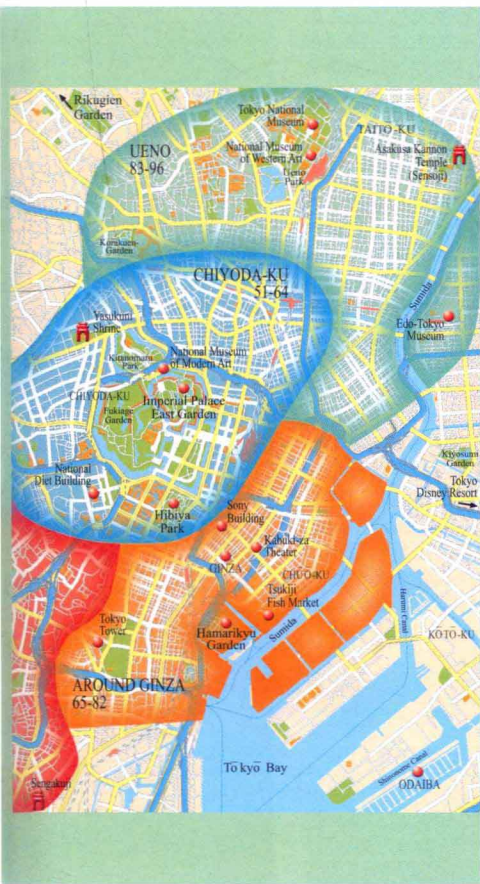 Rikugien
Garden
Tokyo National
Museum
TAITO-KU
UENO
83-96
National Museum
of Western Art
Ueno
Park
Asakusa Kannon
Temple
(Sensoji)
Korakuen
Garden
CHIYODA-KU
51-64
Sumida
Edo-Tokyo
Museum
Yasukuni
Shrine
Kitanomaru
Park
National Museum
of Modern Art
CHIYODA-KU
Fukiage
Garden
Imperial Palace
East Garden
Kiyosumi
Garden
National
Diet Building
Tokyo
Disney Resort
Hibiya
Park
Sony
Building
Kabuki-za
Theater
GINZA
CHUO-KU
Tsukiji
Fish Market
Harumi Canal
Tokyo
Tower
Hamarikyu
Garden
Sumida
KŌTŌ-KU
AROUND GINZA
65-82
Tōkyō Bay
Shinonome Canal
ODAIBA
Sengakuji